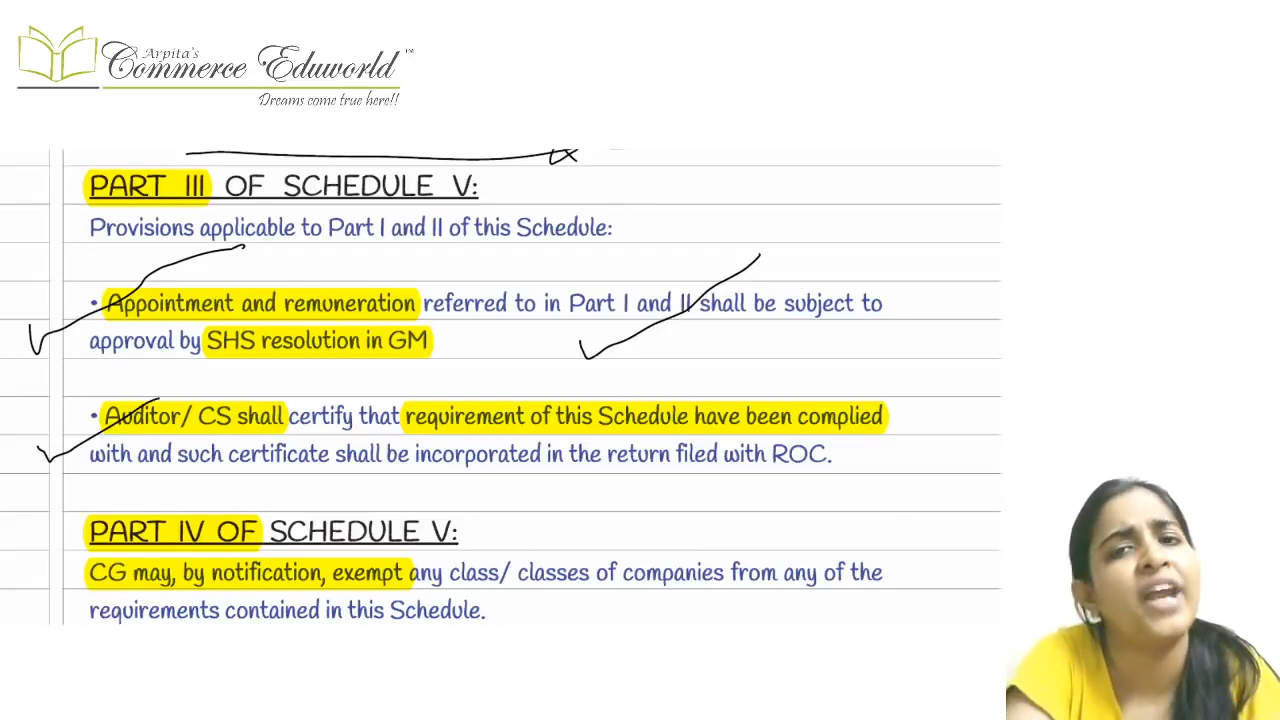 Arpita's
Commerce Eduworld™
Dreams come true here!!
PART III OF SCHEDULE V:
Provisions applicable to Part I and II of this Schedule:
• Appointment and remuneration referred to in Part I and II shall be subject to
approval by SHS resolution in GM
• Auditor/ CS shall certify that requirement of this Schedule have been complied
with and such certificate shall be incorporated in the return filed with ROC.
PART IV OF SCHEDULE V:
CG may, by notification, exempt any class/ classes of companies from any of the
requirements contained in this Schedule.